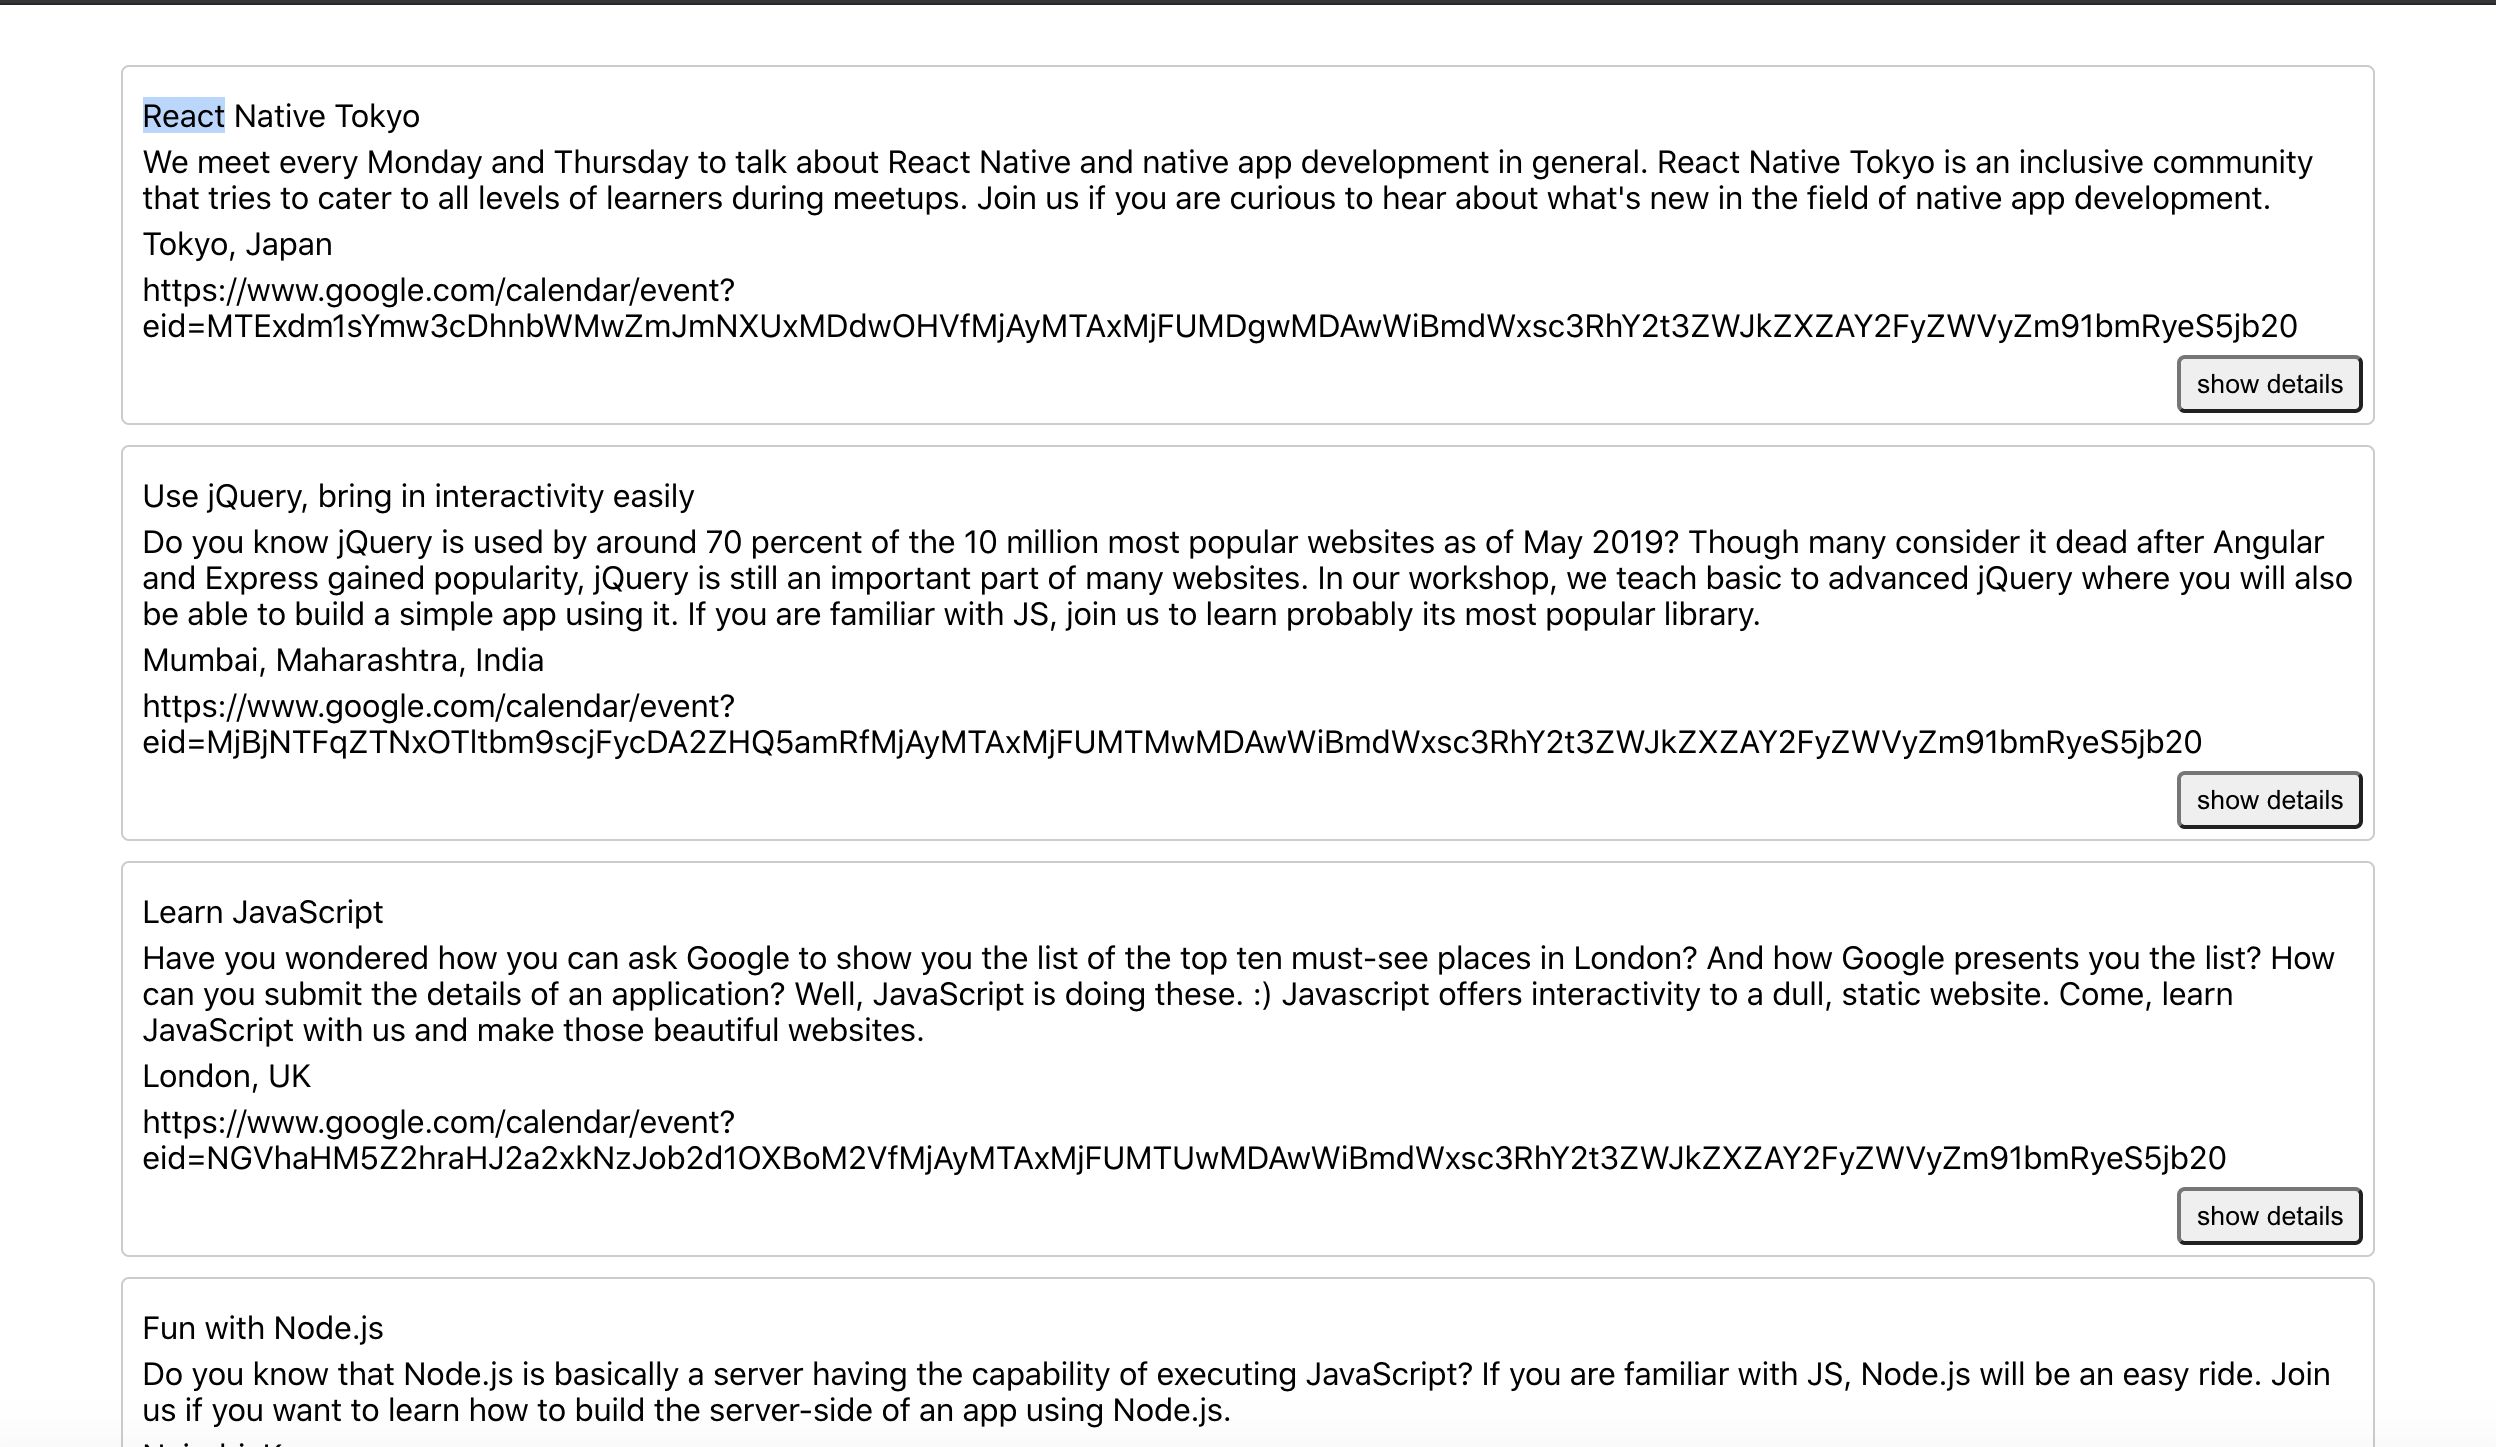 React Native Tokyo
We meet every Monday and Thursday to talk about React Native and native app development in general. React Native Tokyo is an inclusive community
that tries to cater to all levels of learners during meetups. Join us if you are curious to hear about what's new in the field of native app development.
Tokyo, Japan
https://www.google.com/calendar/event?
eid=MTExdm1sYmw3cDhnbWMwZmJmNXUxMDdwOHVfMjAyMTAxMjFUMDgwMDAwWiBmdWxsc3RhY2t3ZWJkZXZAY2FyZWVyZm91bmRyeS5jb20
show details
Use jQuery, bring in interactivity easily
Do you know jQuery is used by around 70 percent of the 10 million most popular websites as of May 2019? Though many consider it dead after Angular
and Express gained popularity, jQuery is still an important part of many websites. In our workshop, we teach basic to advanced jQuery where you will also
be able to build a simple app using it. If you are familiar with JS, join us to learn probably its most popular library.
Mumbai, Maharashtra, India
https://www.google.com/calendar/event?
eid=MjBjNTFqZTNxOTltbm9scjFycDA2ZHQ5amRfMjAyMTAxMjFUMTMwMDAwWiBmdWxsc3RhY2t3ZWJkZXZAY2FyZWVyZm91bmRyeS5jb20
show details
Learn JavaScript
Have you wondered how you can ask Google to show you the list of the top ten must-see places in London? And how Google presents you the list? How
can you submit the details of an application? Well, JavaScript is doing these. :) Javascript offers interactivity to a dull, static website. Come, learn
JavaScript with us and make those beautiful websites.
London, UK
https://www.google.com/calendar/event?
eid=NGVhaHM5Z2hraHJ2a2xkNzJob2d1OXBoM2VfMjAyMTAxMjFUMTUwMDAwWiBmdWxsc3RhY2t3ZWJkZXZAY2FyZWVyZm91bmRyeS5jb20
show details
Fun with Node.js
Do you know that Node.js is basically a server having the capability of executing JavaScript? If you are familiar with JS, Node.js will be an easy ride. Join
us if you want to learn how to build the server-side of an app using Node.js.